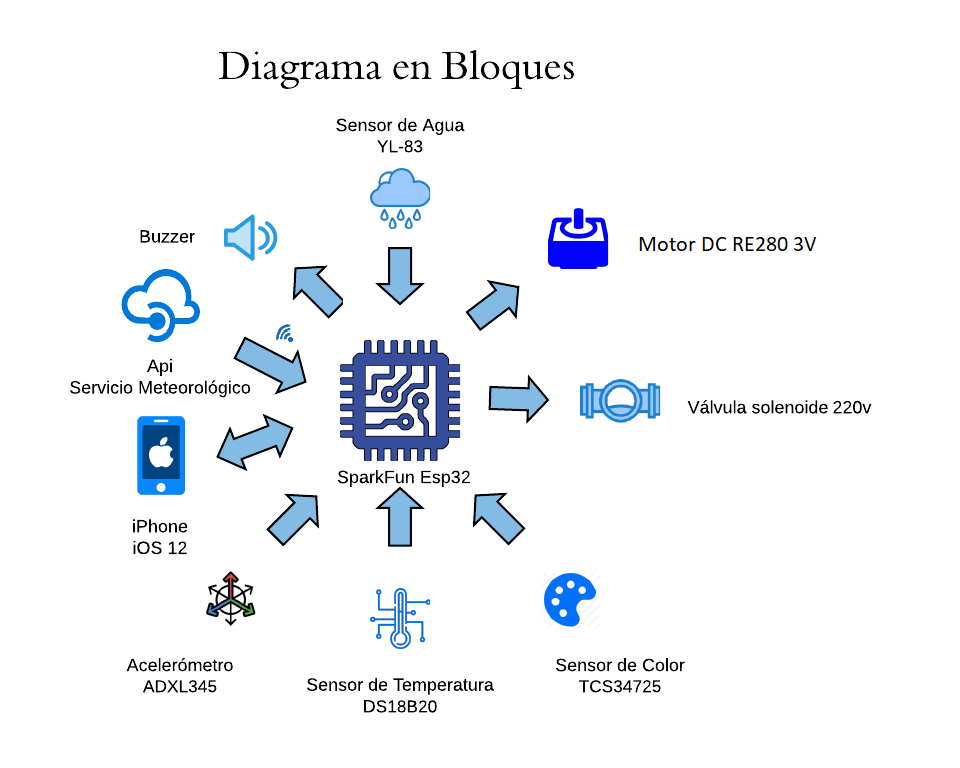 Diagrama en Bloques
Sensor de Agua
YL-83
Buzzer
Motor DC RE280 3V
Api
Servicio Meteorológico
Válvula solenoide 220v
SparkFun Esp32
iPhone
iOS 12
Acelerómetro
ADXL345
Sensor de Temperatura
DS18B20
Sensor de Color
TCS34725